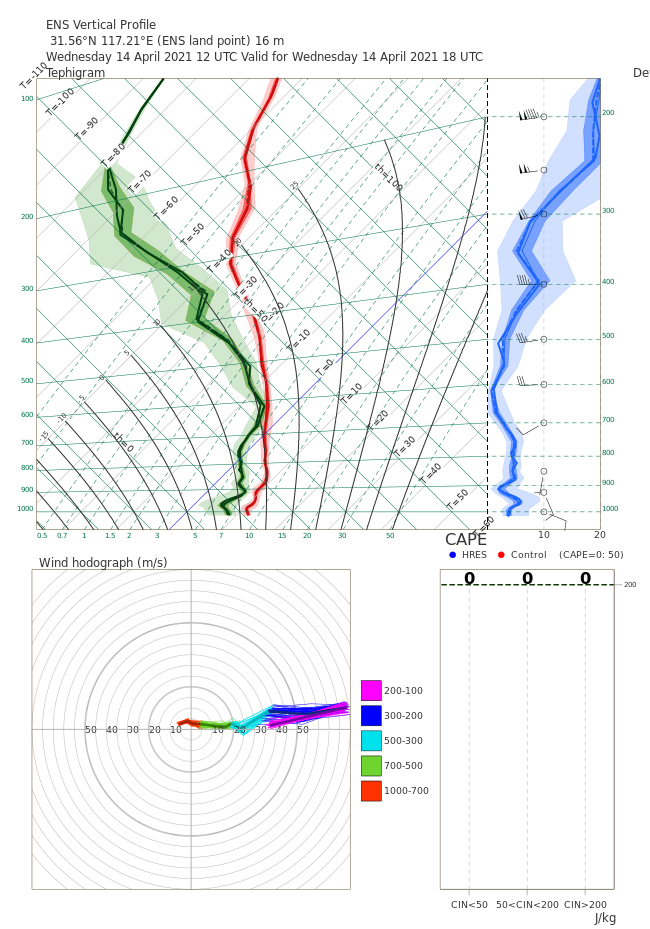 ENS Vertical Profile
31.56°N 117.21°E (ENS land point) 16 m
Wednesday 14 April 2021 12 UTC Valid for Wednesday 14 April 2021 18 UTC
Tephigram
De
T=-110
T=-100
T=-90
T=-80
T=-70
T=-60
T=-50
T=-40
T=-30
T=-20
T=-10
T=0
T=10
T=20
T=30
T=40
T=50
T=60
th=100
th=50
th=0
100
200
300
400
500
600
700
800
900
1000
25
20
10
5
0
-5
-10
-15
0.5 0.7 1 1.5 2 3 5 7 10 15 20 30 50
200
300
400
500
600
700
800
900
1000
10 20
CAPE
HRES Control (CAPE=0: 50)
0 0 0
200
CIN<50 50<CIN<200 CIN>200
J/kg
Wind hodograph (m/s)
50 40 30 20 10 10 20 30 40 50
200-100
300-200
500-300
700-500
1000-700